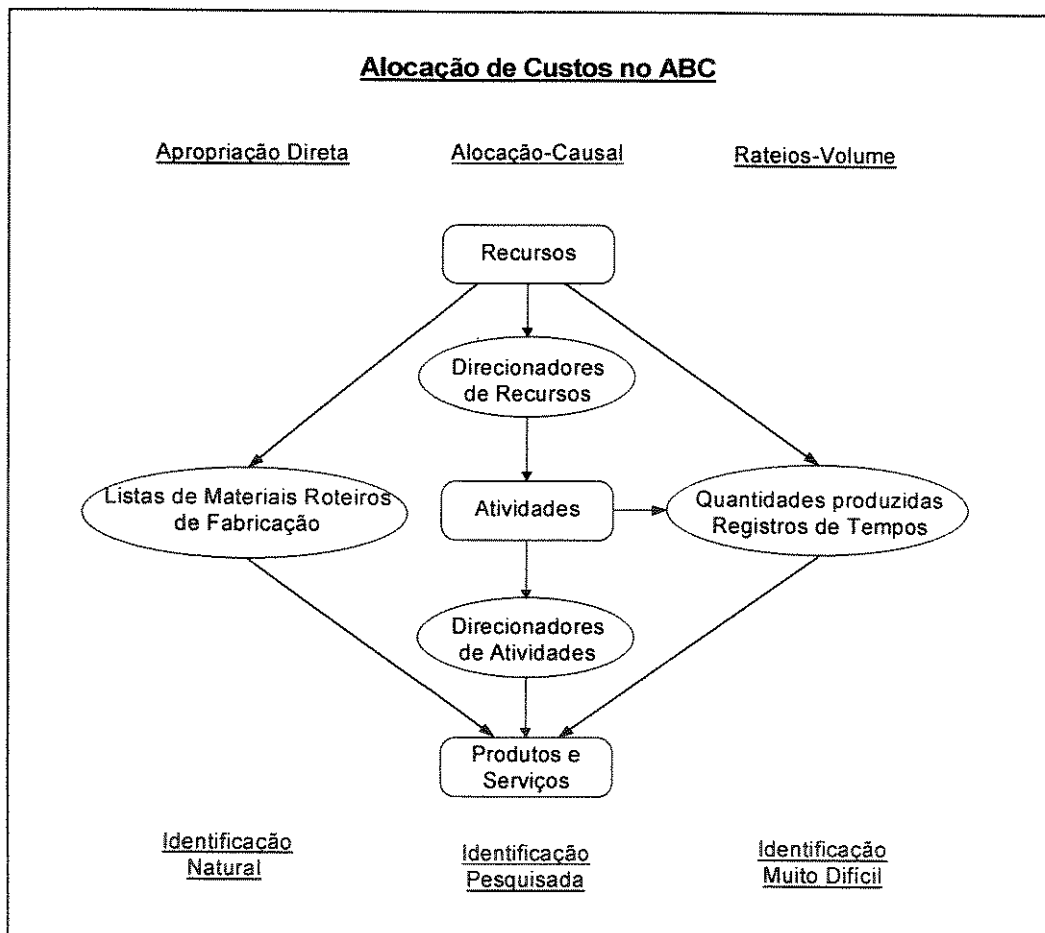 Alocação de Custos no ABC
Apropriação Direta
Alocação-Causal
Rateios-Volume
Recursos
Direcionadores
de Recursos
Listas de Materiais Roteiros
de Fabricação
Atividades
Quantidades produzidas
Registros de Tempos
Direcionadores
de Atividades
Produtos e
Serviços
Identificação
Natural
Identificação
Pesquisada
Identificação
Muito Difícil